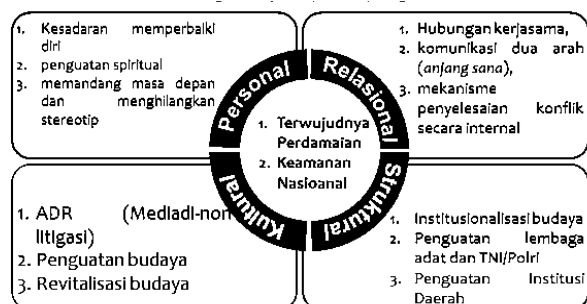 1. Kesadaran memperbaiki
diri
2. penguatan spiritual
3. memandang masa depan
dan menghilangkan
stereotip
1. Hubungan kerjasama,
2. komunikasi dua arah
(anjang sana),
3. mekanisme
penyelesaian konflik
secara internal
Personal
Relasional
1. Terwujudnya
Perdamaian
2. Keamanan
Nasioanal
Kultural
Struktural
1. ADR (Mediadi-non
litigasi)
2. Penguatan budaya
3. Revitalisasi budaya
1. Institusionalisasi budaya
2. Penguatan lembaga
adat dan TNI/Polri
3. Penguatan Institusi
Daerah